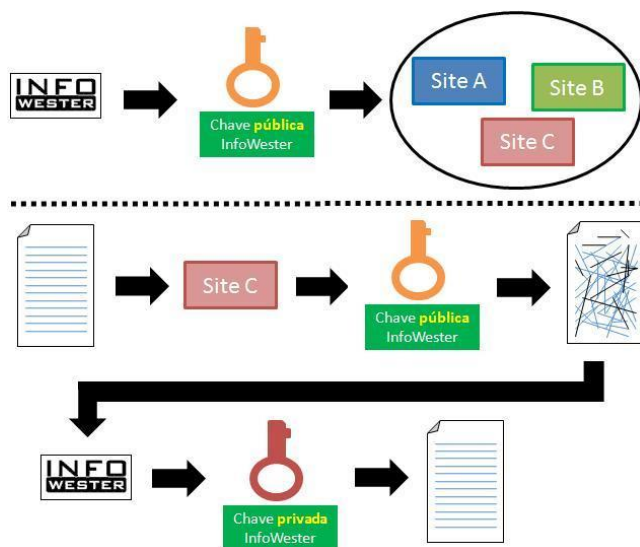 INFO
WESTER
Chave pública
InfoWester
Site A
Site B
Site C
Site C
Chave pública
InfoWester
INFO
WESTER
Chave privada
InfoWester